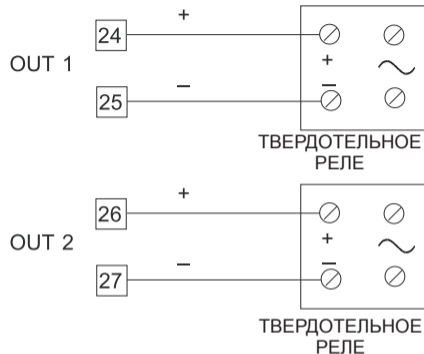 +
24
OUT 1
+
−
25
−
ТВЕРДОТЕЛЬНОЕ
РЕЛЕ
+
26
OUT 2
+
−
27
−
ТВЕРДОТЕЛЬНОЕ
РЕЛЕ